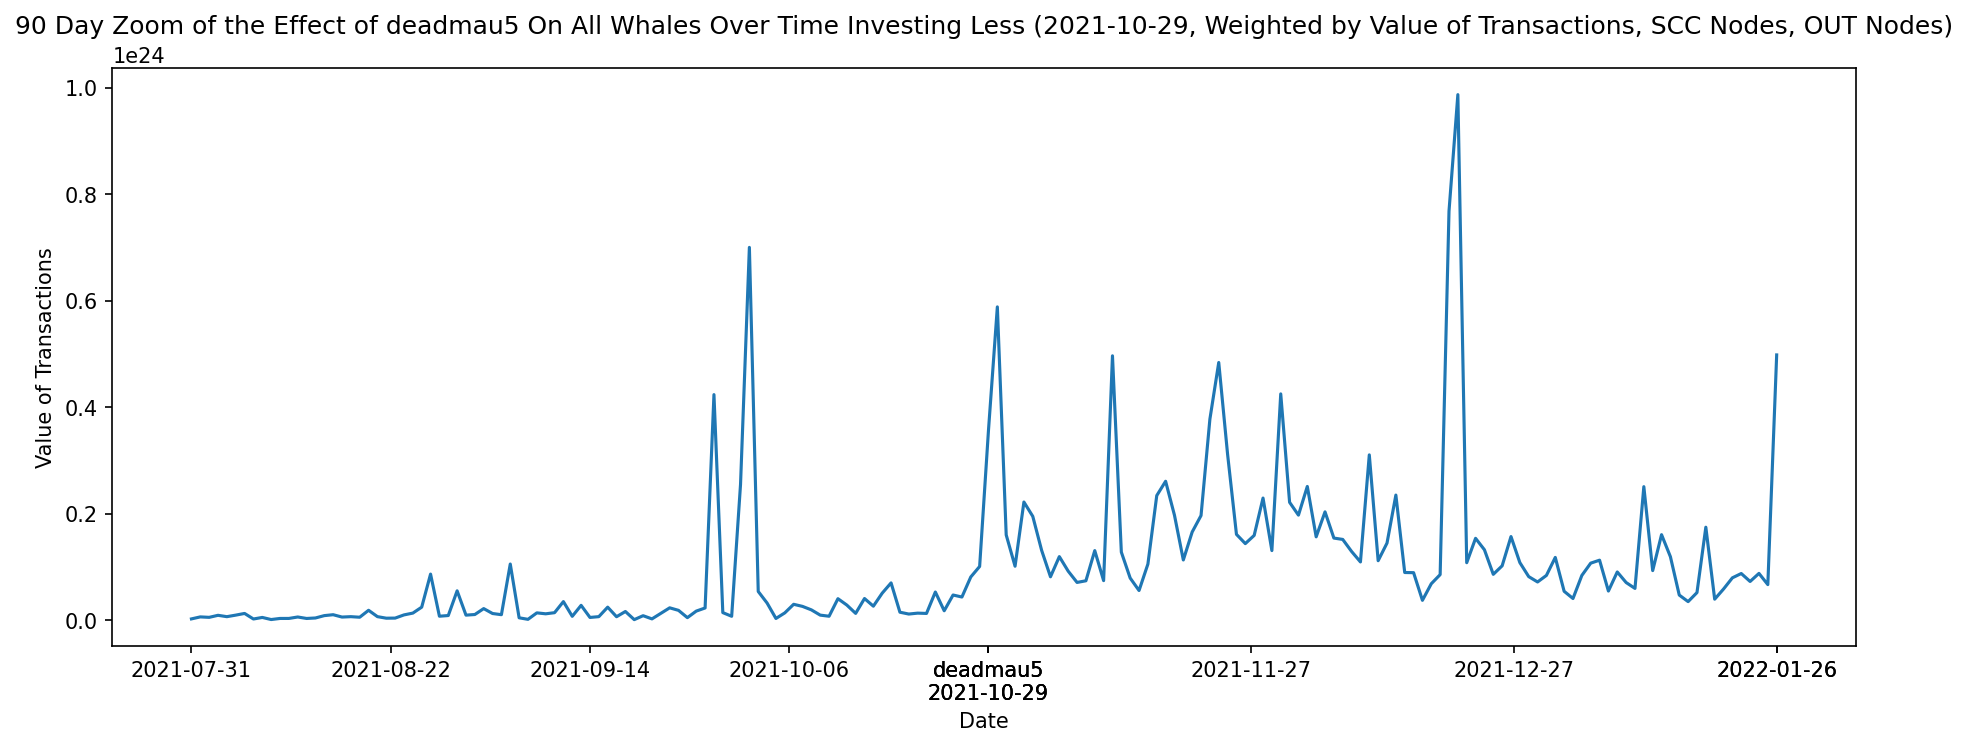 90 Day Zoom of the Effect of deadmau5 On All Whales Over Time Investing Less (2021-10-29, Weighted by Value of Transactions, SCC Nodes, OUT Nodes)
1e24
1.0
0.8
0.6
0.4
0.2
0.0
Value of Transactions
2021-07-31 2021-08-22 2021-09-14 2021-10-06 deadmau5 2021-11-27 2021-12-27 2022-01-26
2021-10-29
Date